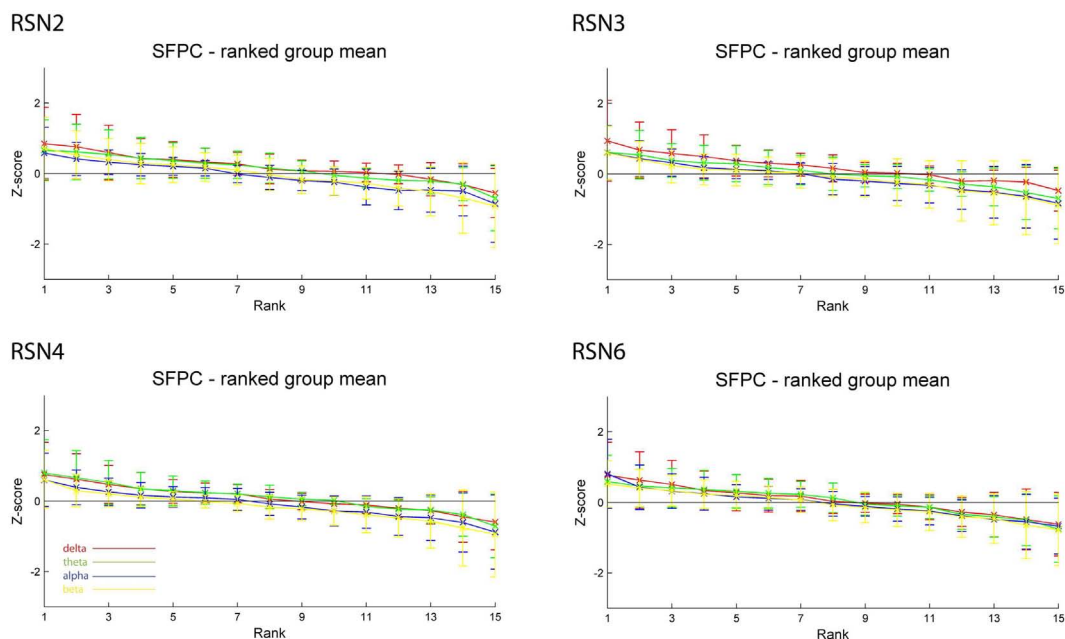 RSN2
SFPC - ranked group mean
Z-score
2
0
-2
1 3 5 7 9 11 13 15
Rank
RSN3
SFPC - ranked group mean
Z-score
2
0
-2
1 3 5 7 9 11 13 15
Rank
RSN4
SFPC - ranked group mean
Z-score
2
0
-2
delta
theta
alpha
beta
1 3 5 7 9 11 13 15
Rank
RSN6
SFPC - ranked group mean
Z-score
2
0
-2
1 3 5 7 9 11 13 15
Rank